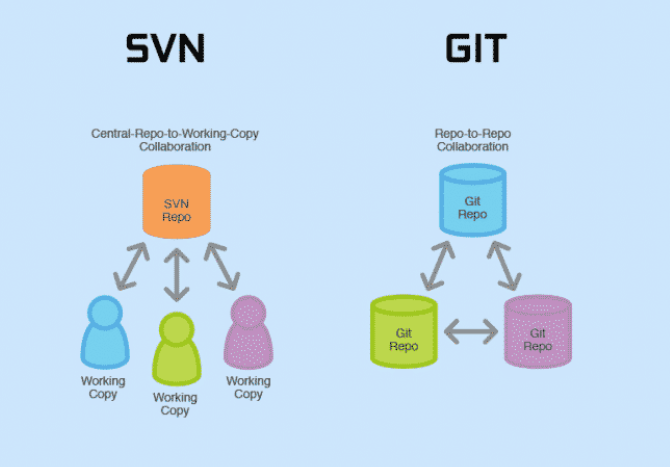 SVN
Central-Repo-to-Working-Copy
Collaboration
SVN
Repo
Working
Copy
Working
Copy
Working
Copy
GIT
Repo-to-Repo
Collaboration
Git
Repo
Git
Repo
Git
Repo